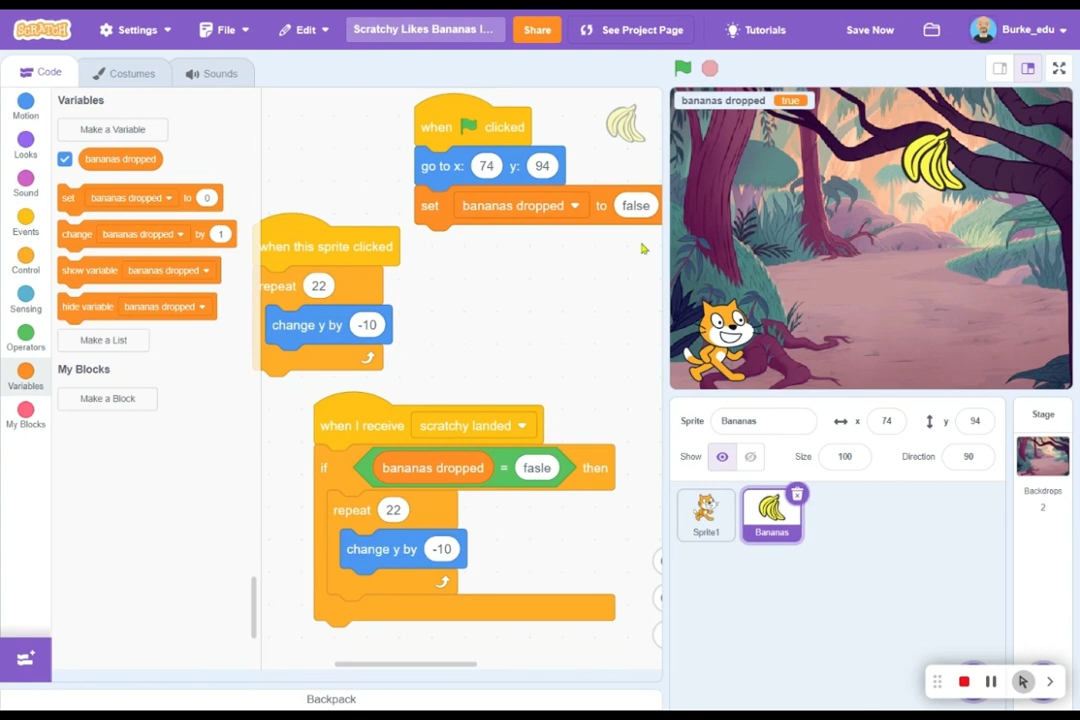 SCRATCH
Settings
File
Edit
Scratchy Likes Bananas I...
Share
See Project Page
Tutorials
Save Now
Burke_edu
Code
Costumes
Sounds
Motion
Looks
Sound
Events
Control
Sensing
Operators
Variables
My Blocks
Variables
Make a Variable
bananas dropped
set bananas dropped to 0
change bananas dropped by 1
show variable bananas dropped
hide variable bananas dropped
Make a List
My Blocks
Make a Block
when clicked
go to x: 74 y: 94
set bananas dropped to false
when this sprite clicked
repeat 22
change y by -10
when I receive scratchy landed
if bananas dropped = fasle then
repeat 22
change y by -10
bananas dropped true
Sprite Bananas x 74 y 94
Show Size 100 Direction 90
Sprite1
Bananas
Stage
Backdrops
2
Backpack